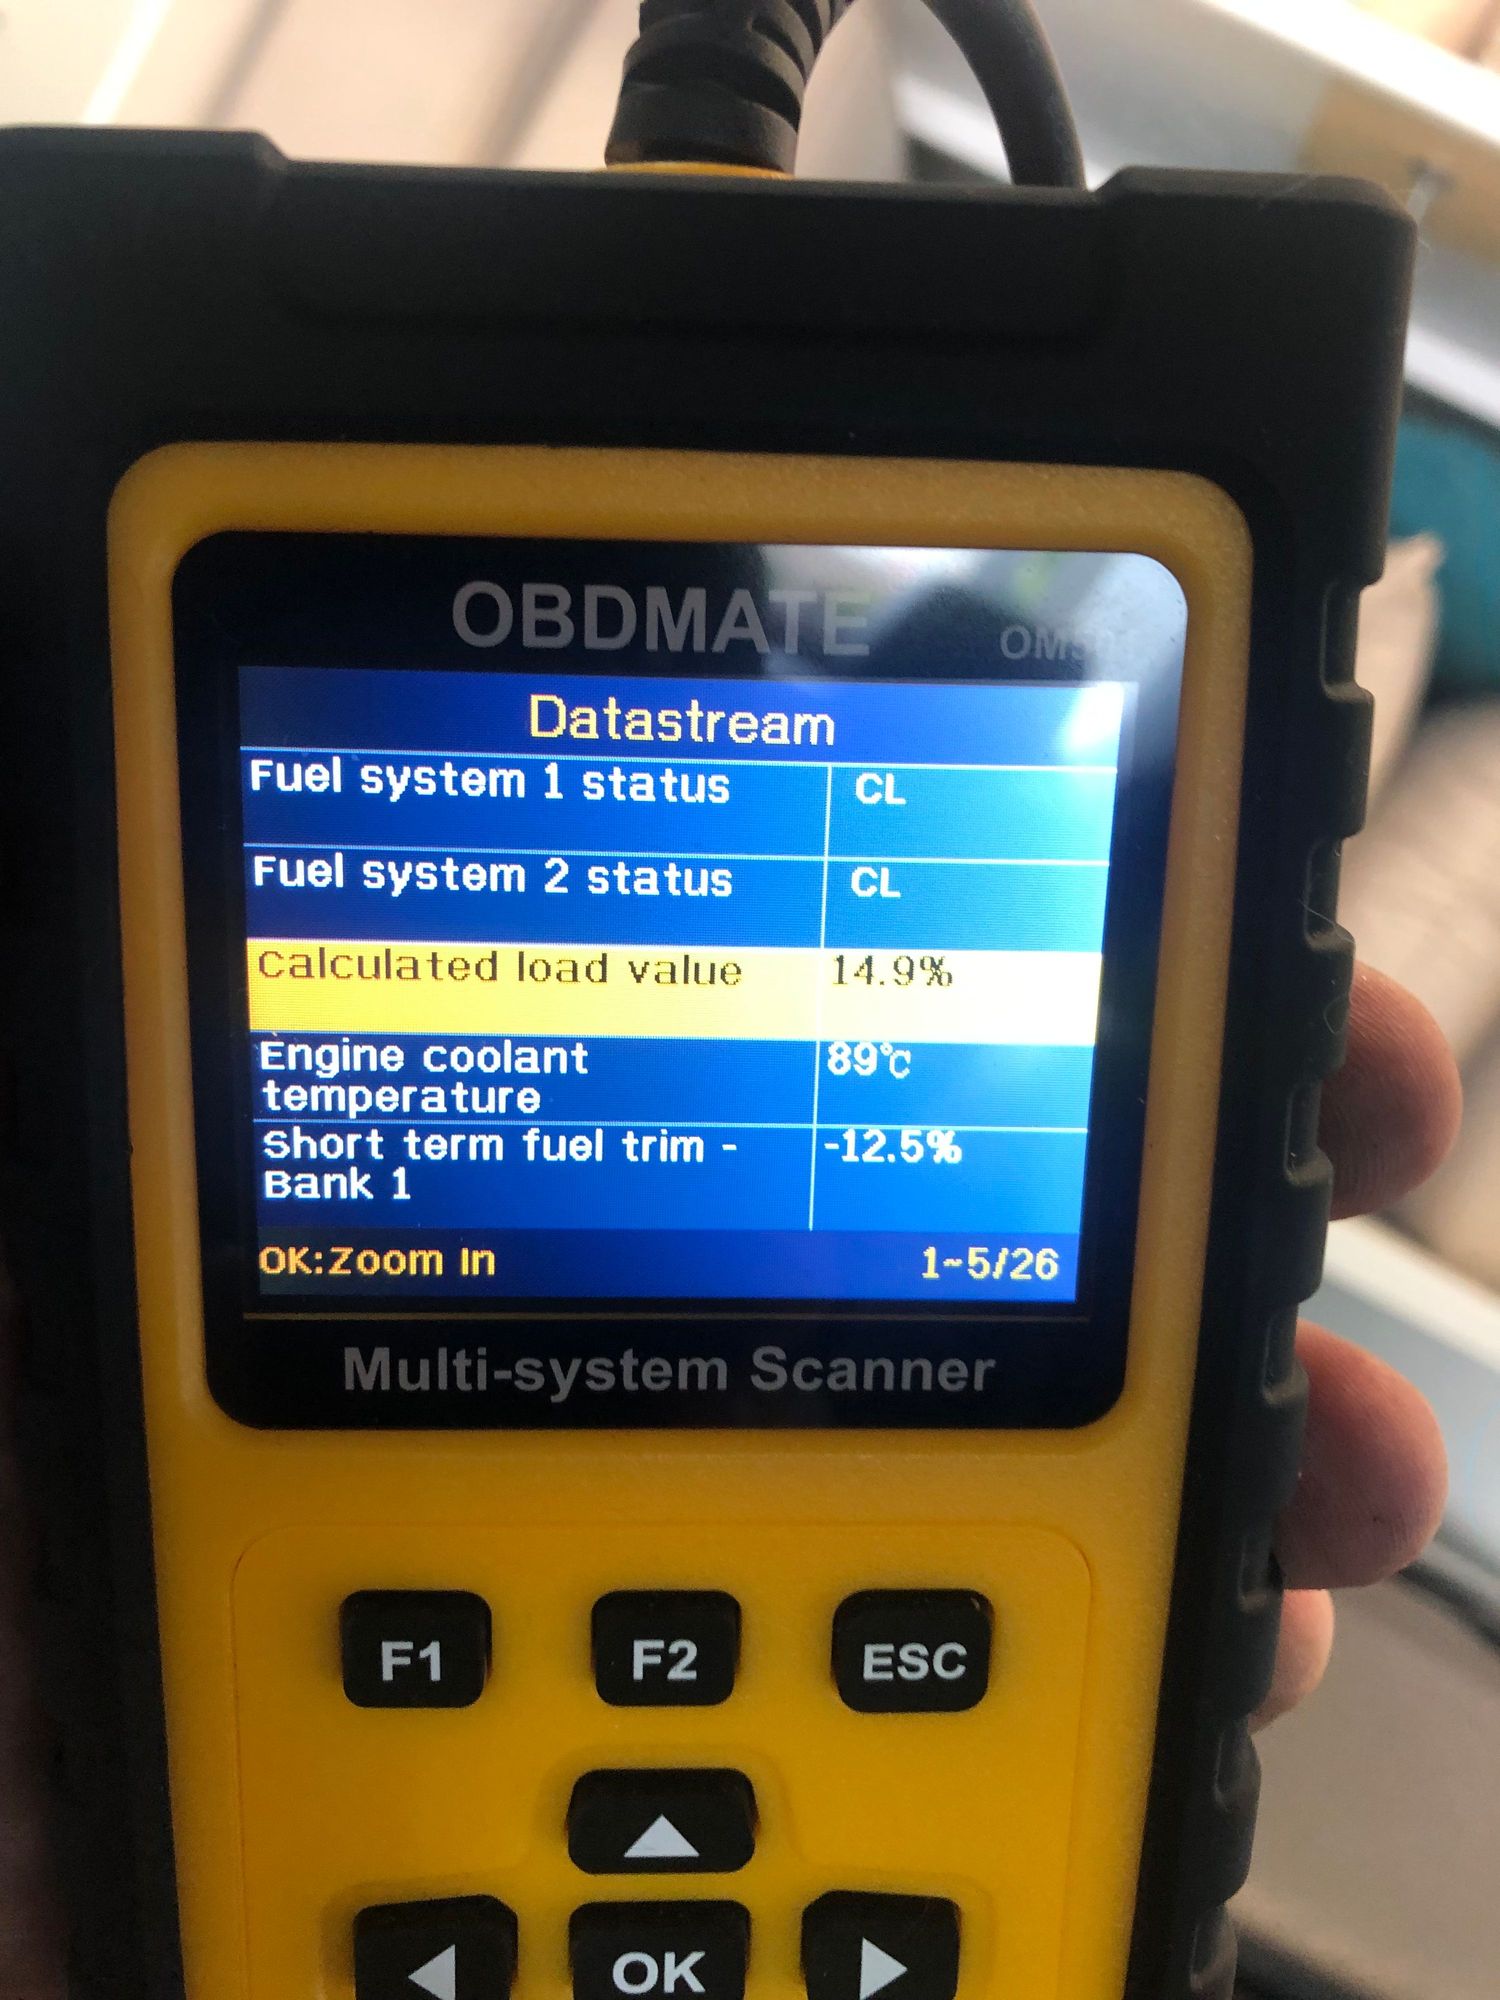 OBDMATE
Datastream
Fuel system 1 status CL
Fuel system 2 status CL
Calculated load value 14.9%
Engine coolant 89℃
temperature
Short term fuel trim - -12.5%
Bank 1
OK:Zoom In 1~5/26
Multi-system Scanner
F1 F2 ESC
OK